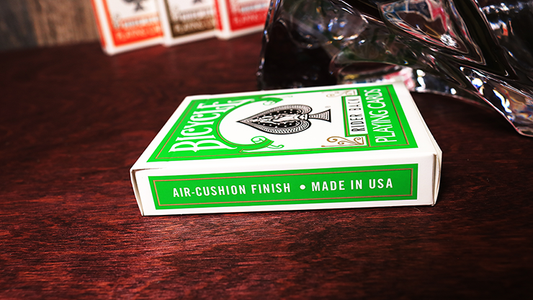 BICYCLE
RIDER BACK
PLAYING CARDS
AIR-CUSHION FINISH • MADE IN USA